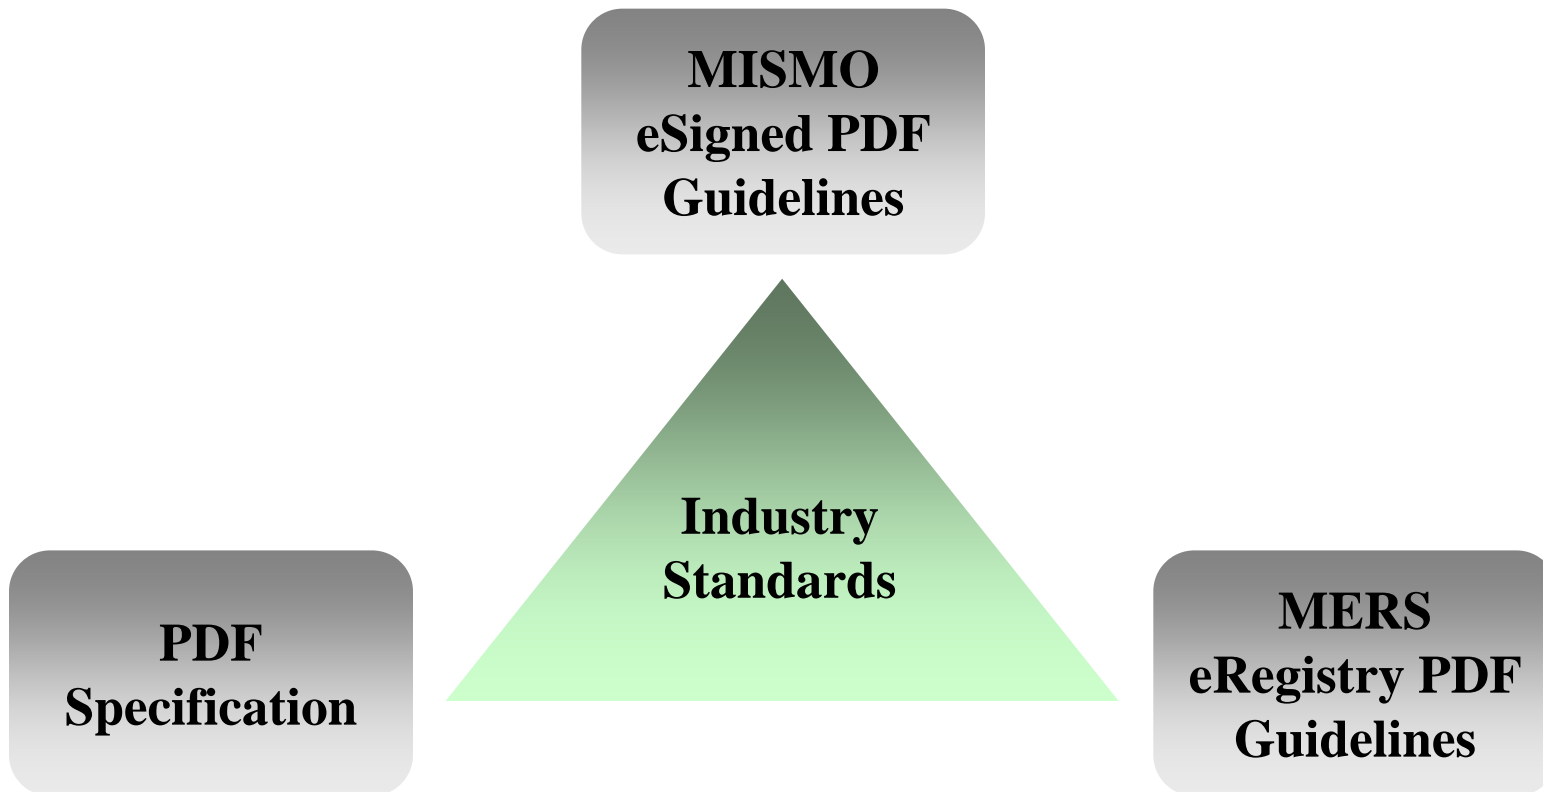 MISMO
eSigned PDF
Guidelines
Industry
Standards
PDF
Specification
MERS
eRegistry PDF
Guidelines